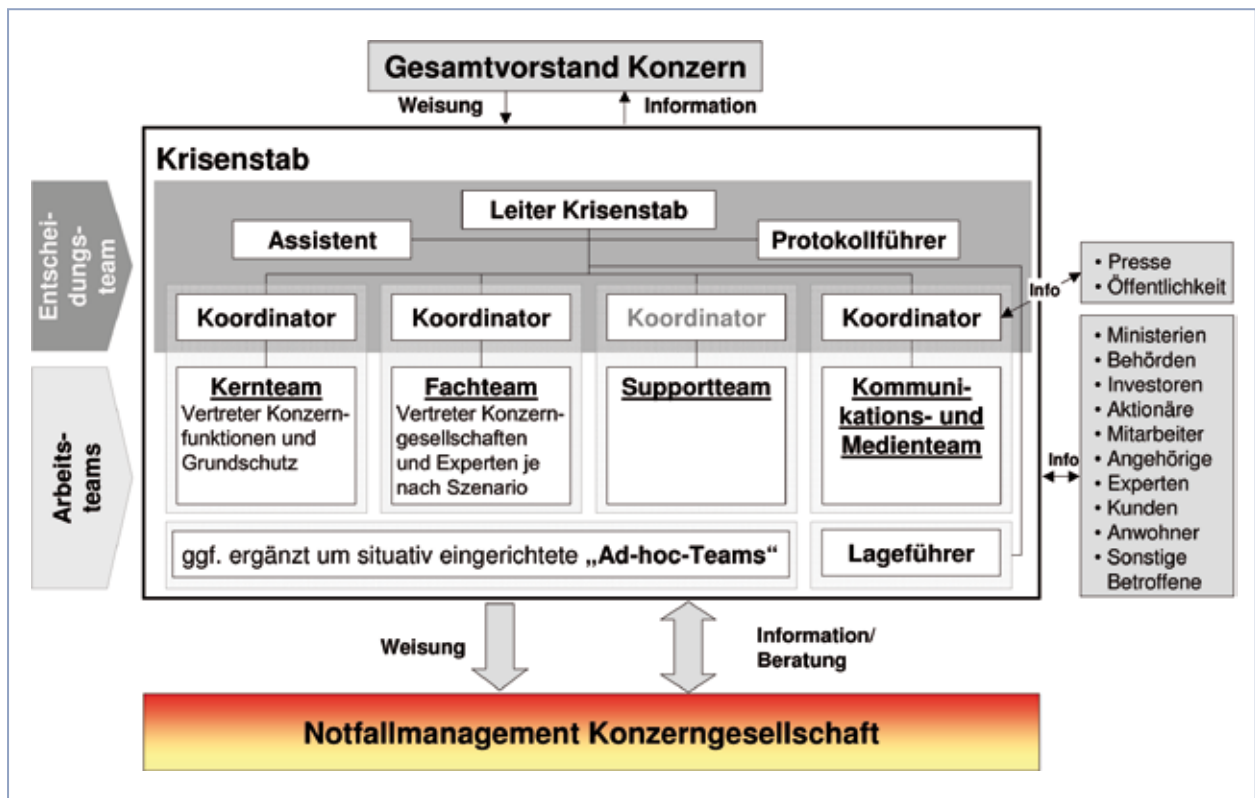 Gesamtvorstand Konzern
Weisung
Information
Krisenstab
Entschei-
dungs-
team
Leiter Krisenstab
Assistent
Protokollführer
Koordinator
Koordinator
Koordinator
Koordinator
Info
• Presse
• Öffentlichkeit
Arbeits-
teams
Kernteam
Vertreter Konzern-
funktionen und
Grundschutz
Fachteam
Vertreter Konzern-
gesellschaften
und Experten je
nach Szenario
Supportteam
Kommuni-
kations- und
Medienteam
Info
• Ministerien
• Behörden
• Investoren
• Aktionäre
• Mitarbeiter
• Angehörige
• Experten
• Kunden
• Anwohner
• Sonstige
Betroffene
ggf. ergänzt um situativ eingerichtete „Ad-hoc-Teams“
Lageführer
Weisung
Information/
Beratung
Notfallmanagement Konzerngesellschaft